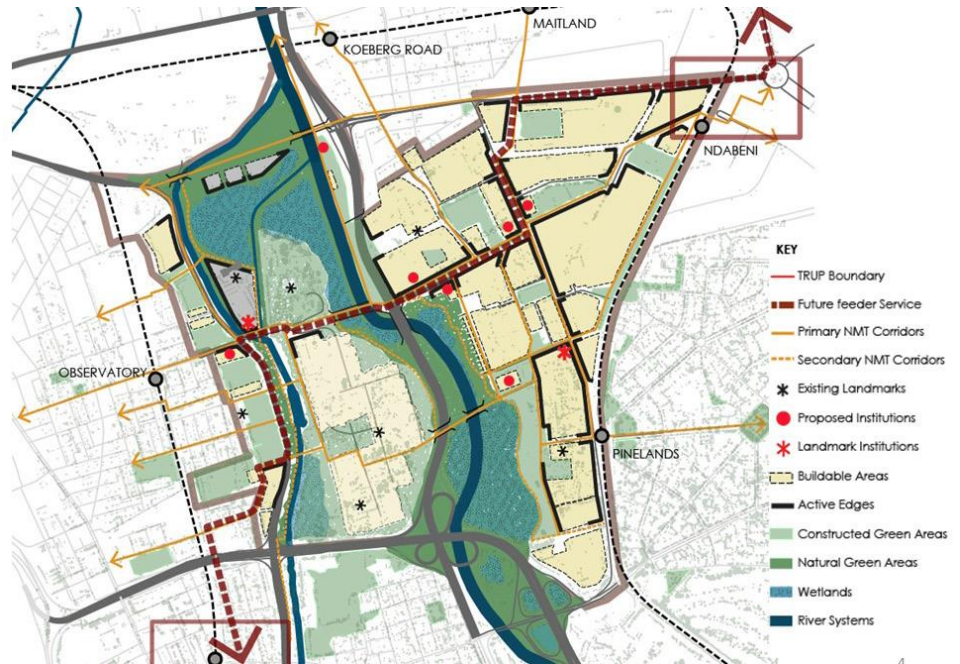 MAITLAND
KOEBERG ROAD
NDABENI
OBSERVATORY
PINELANDS
KEY
TRUP Boundary
Future feeder Service
Primary NMT Corridors
Secondary NMT Corridors
Existing Landmarks
Proposed Institutions
Landmark Institutions
Buildable Areas
Active Edges
Constructed Green Areas
Natural Green Areas
Wetlands
River Systems